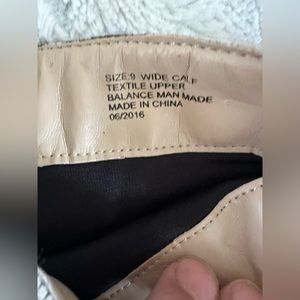 SIZE:9 WIDE CALF
TEXTILE UPPER
BALANCE MAN MADE
MADE IN CHINA
06/2016